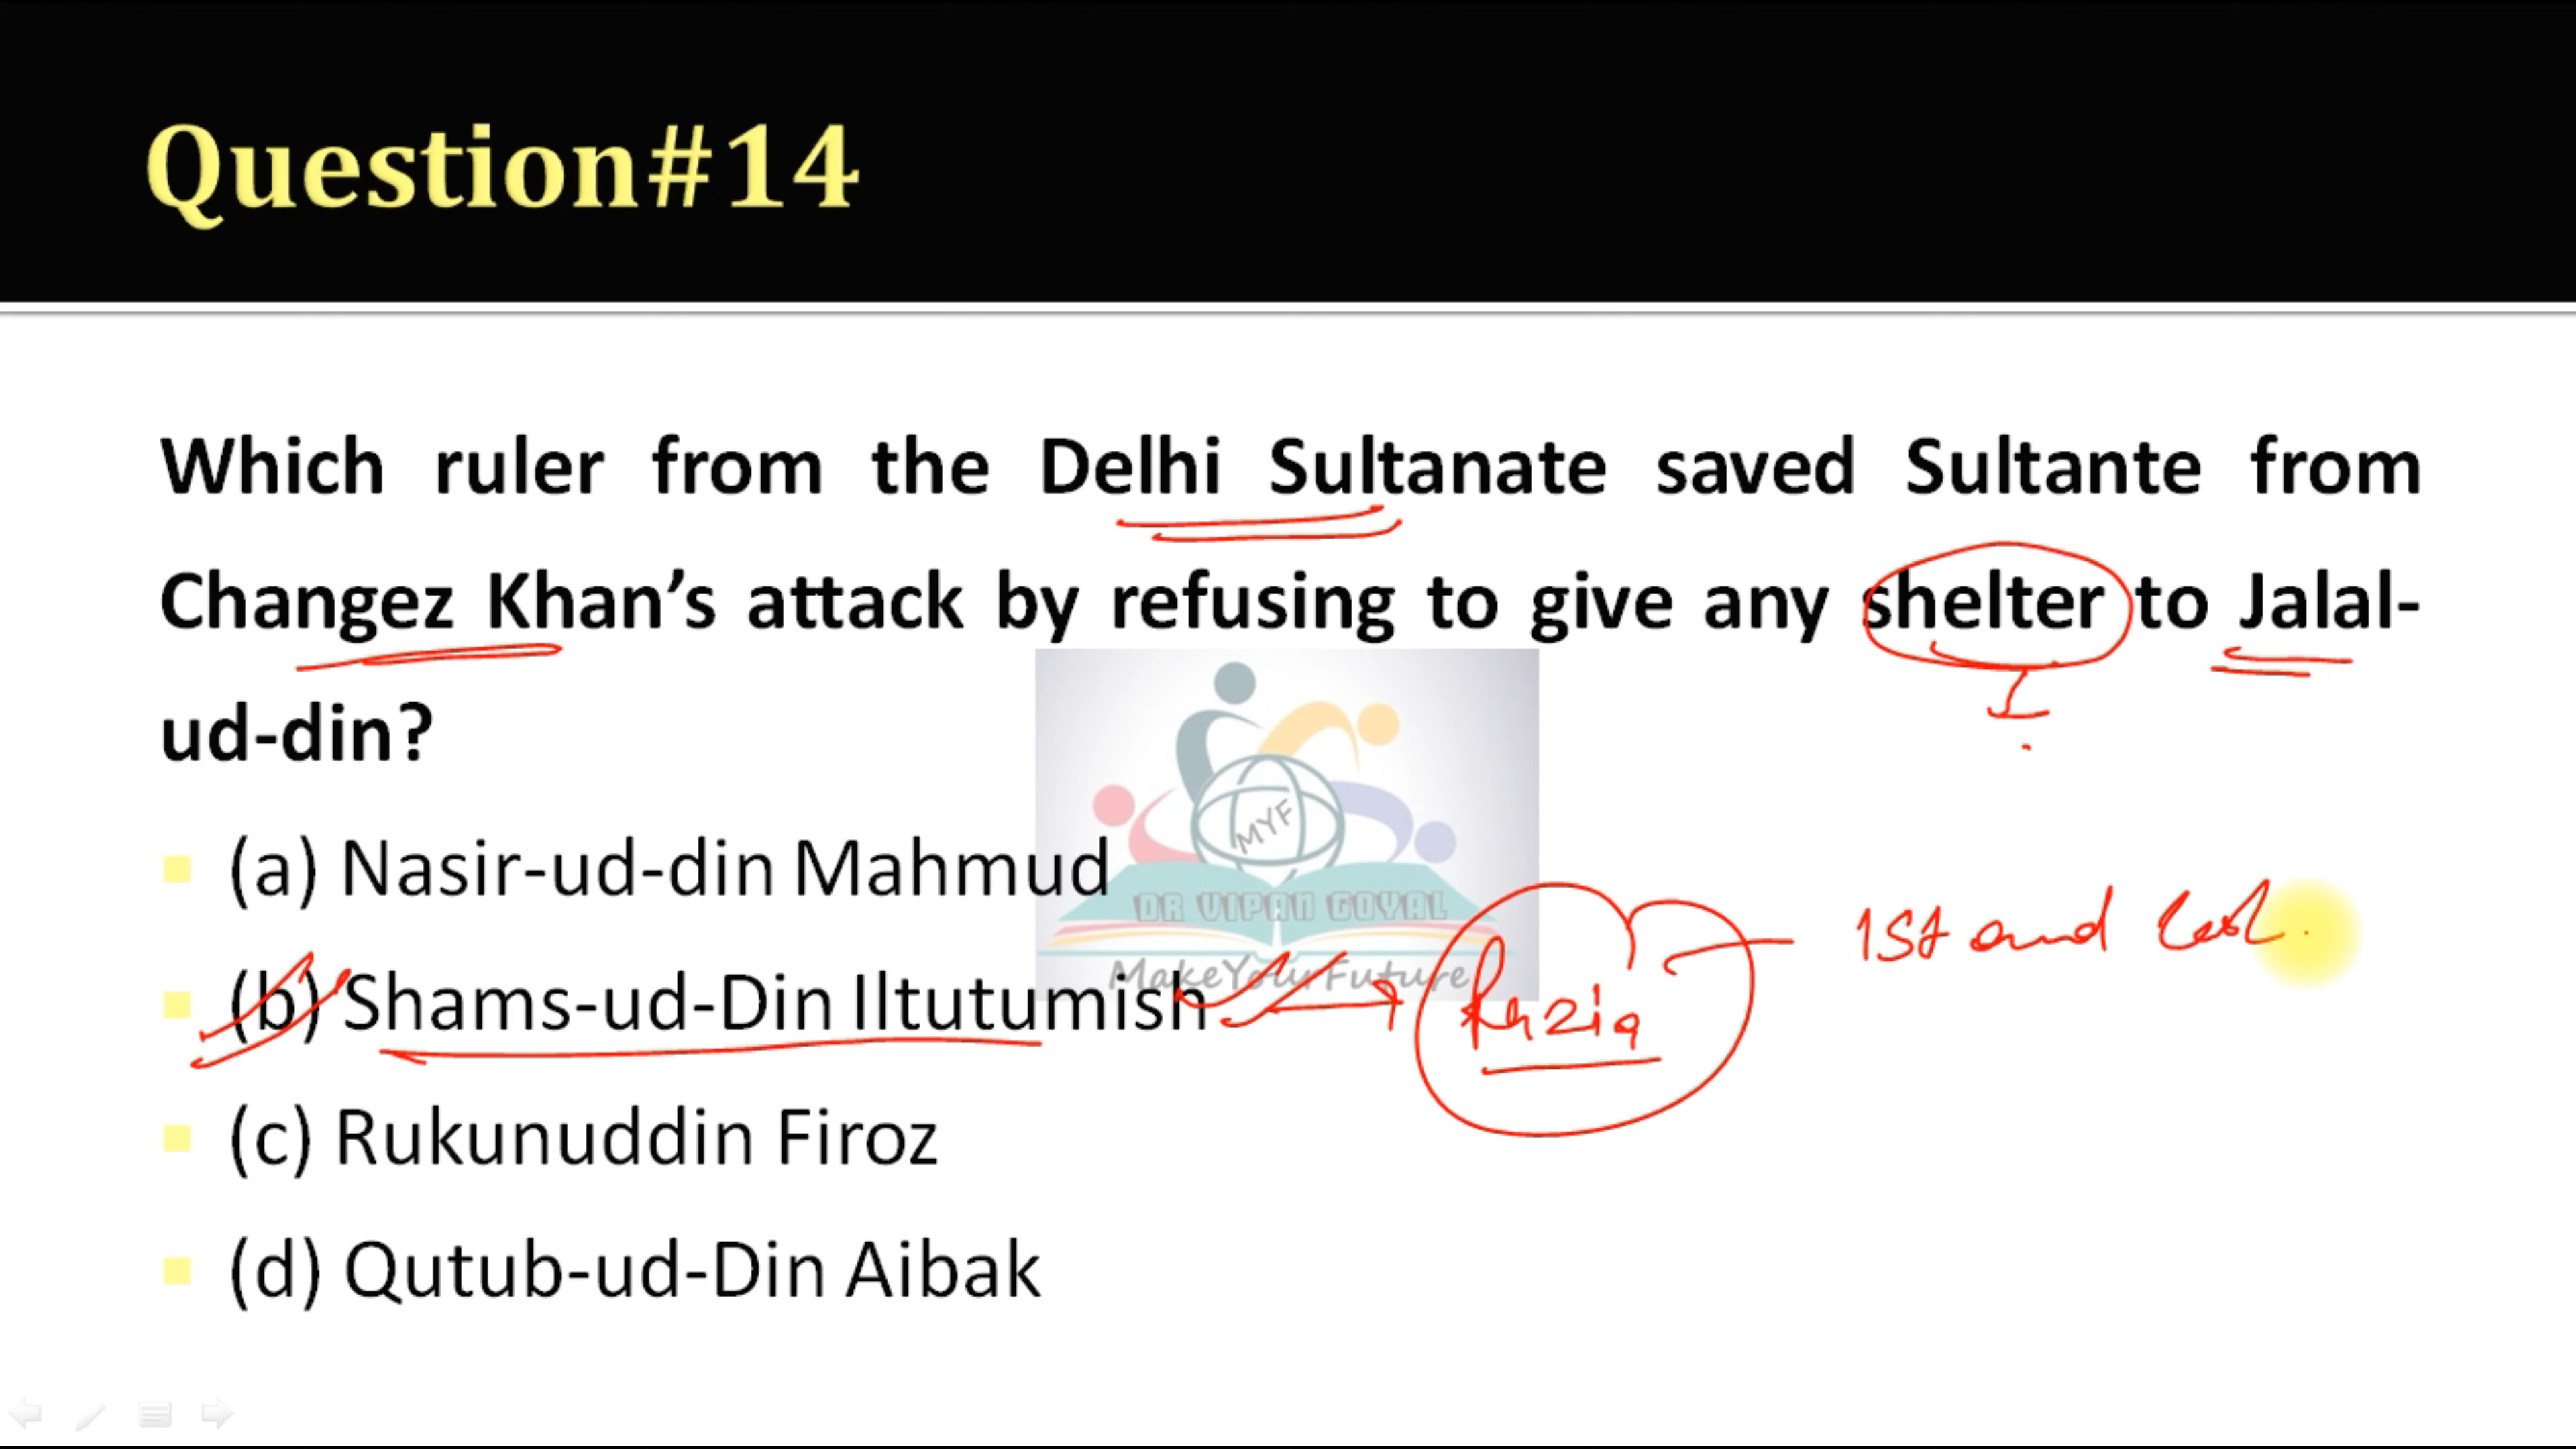 Question#14
Which ruler from the Delhi Sultanate saved Sultante from
Changez Khan's attack by refusing to give any shelter to Jalal-
ud-din?
(a) Nasir-ud-din Mahmud
MYF
DR VIPAN GOYAL
MakeYourFuture
(b) Shams-ud-Din Iltutumish
Razia
1st and last.
(c) Rukunuddin Firoz
(d) Qutub-ud-Din Aibak